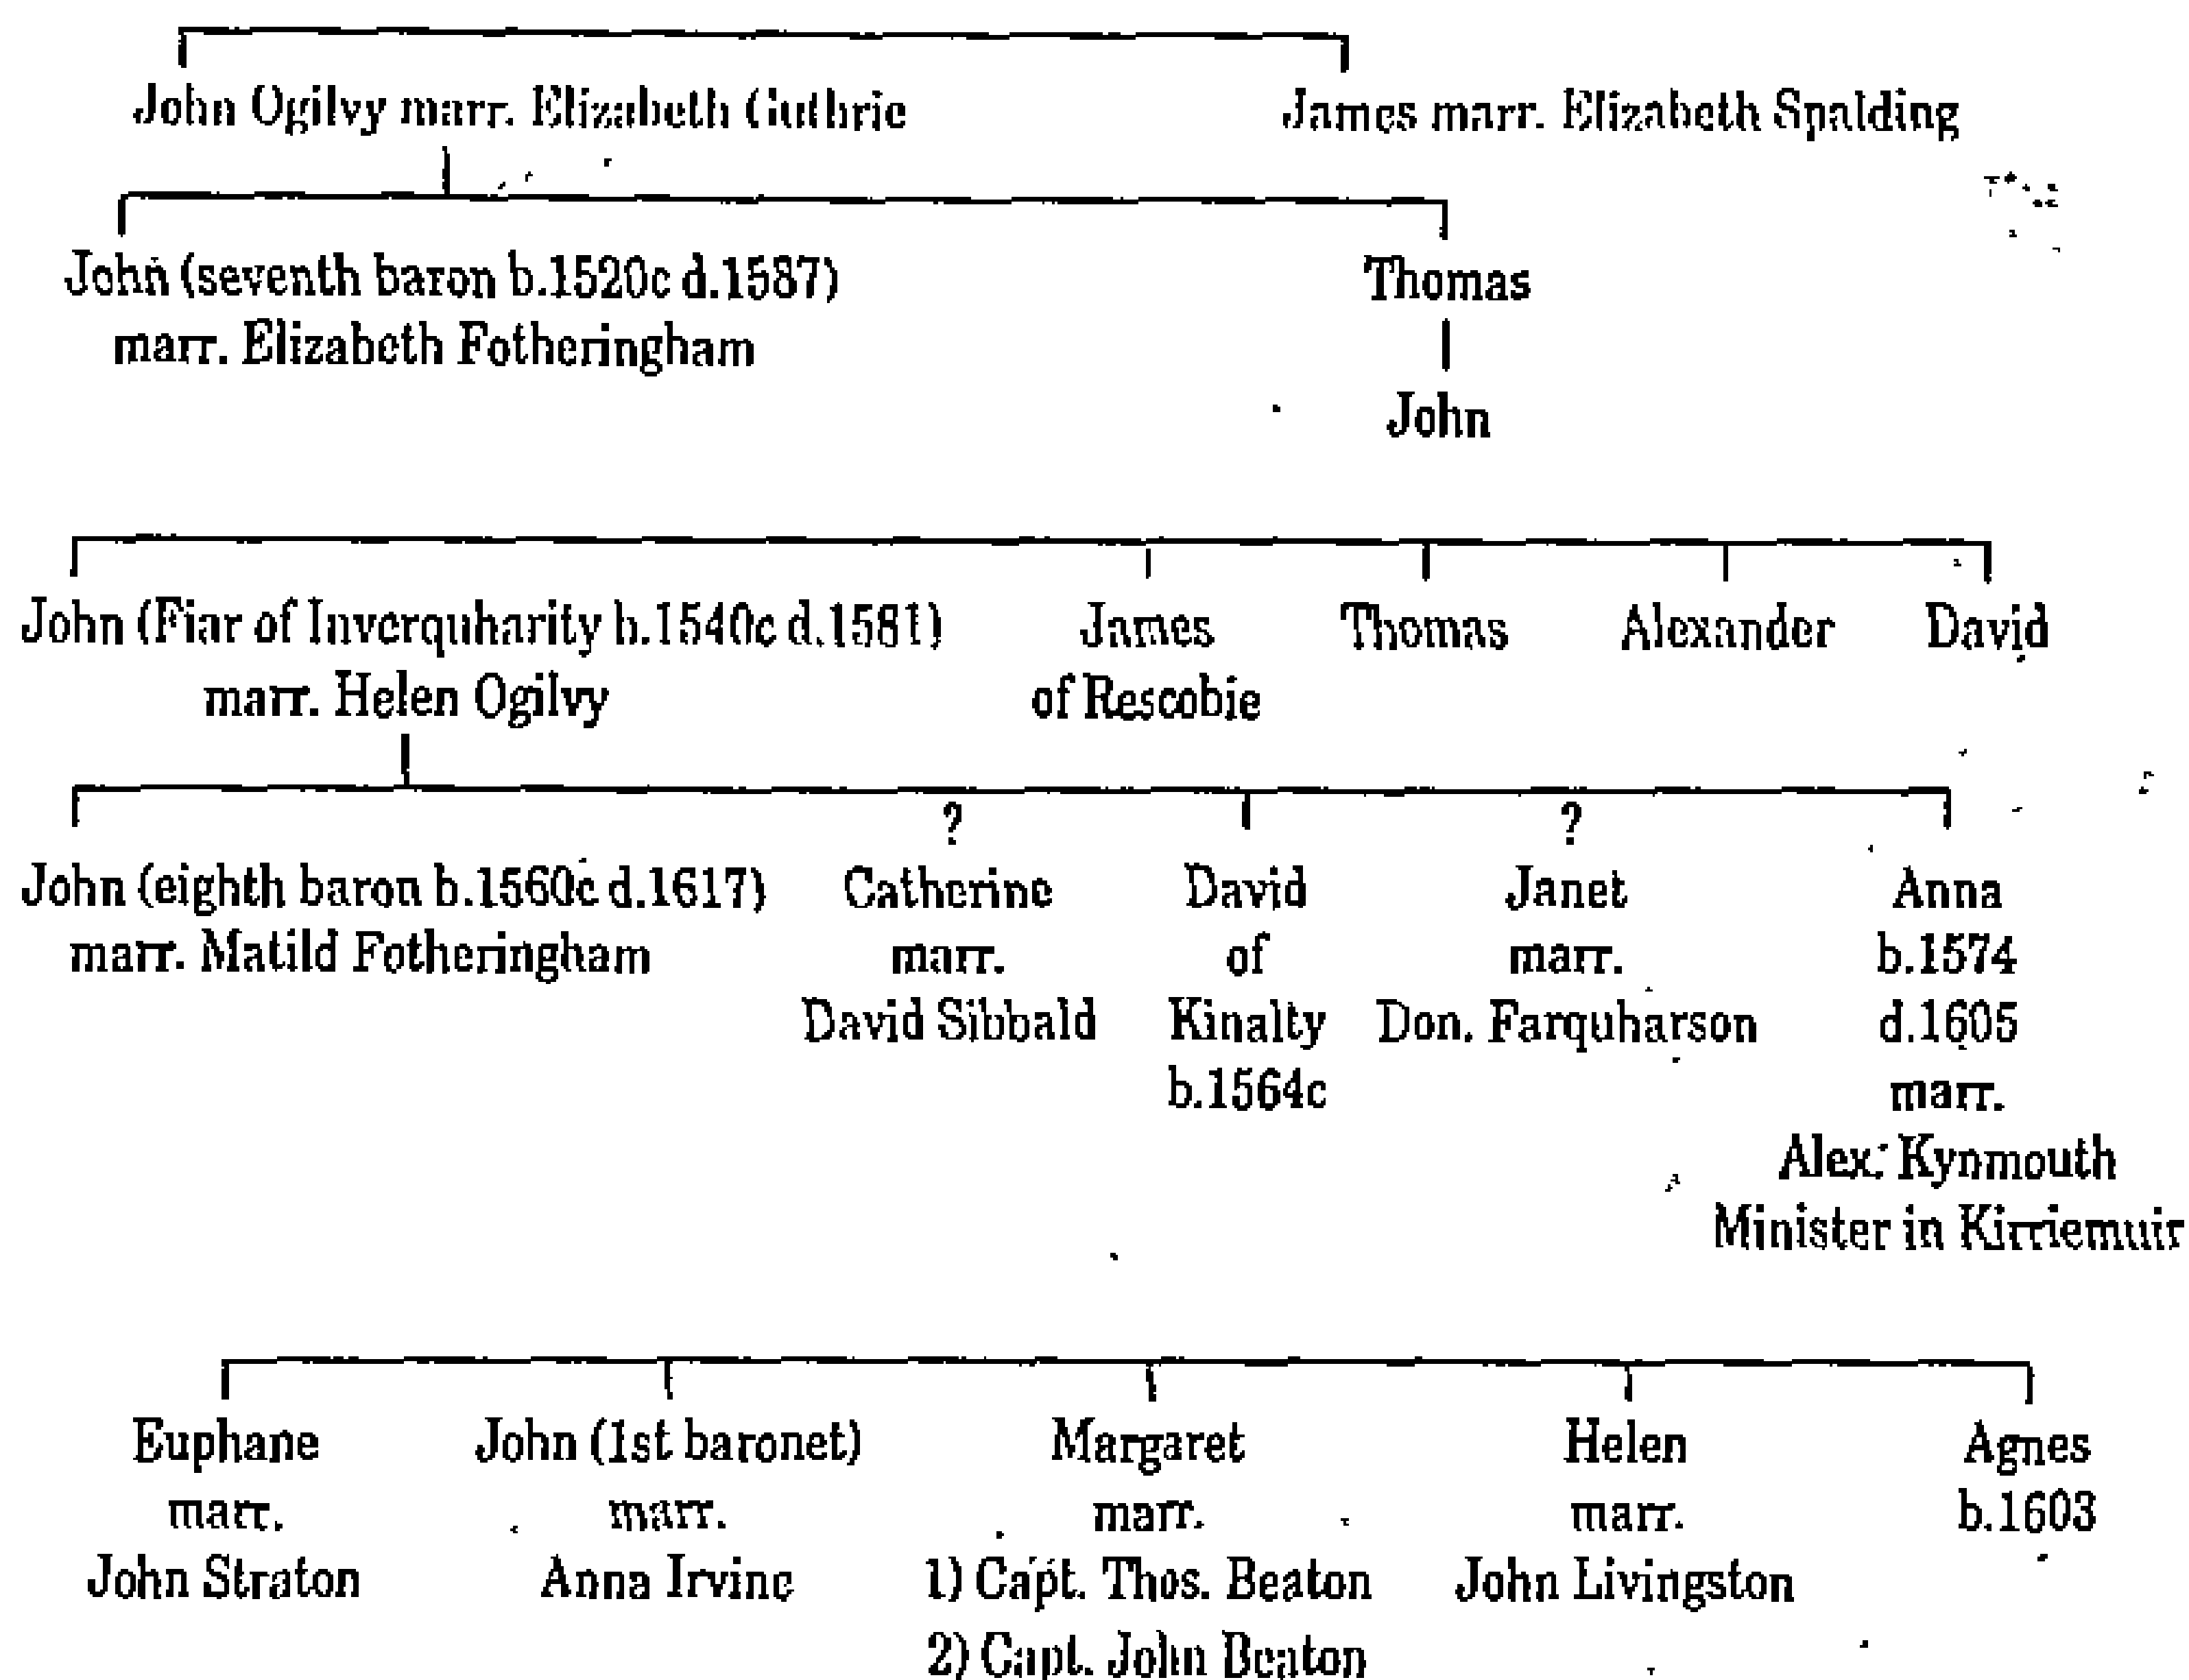 John Ogilvy marr. Elizabeth Guthrie
James marr. Elizabeth Spalding
John (seventh baron b.1520c d.1587)
marr. Elizabeth Fotheringham
Thomas
John
John (Fiar of Inverquharity b.1540c d.1581)
marr. Helen Ogilvy
James
of Rescobie
Thomas
Alexander
David
?
?
John (eighth baron b.1560c d.1617)
marr. Matild Fotheringham
Catherine
marr.
David Sibbald
David
of
Kinalty
b.1564c
Janet
marr.
Don. Farquharson
Anna
b.1574
d.1605
marr.
Alex. Kynmouth
Minister in Kirriemuir
Euphane
marr.
John Straton
John (1st baronet)
marr.
Anna Irvine
Margaret
marr.
1) Capt. Thos. Beaton
2) Capt. John Beaton
Helen
marr.
John Livingston
Agnes
b.1603